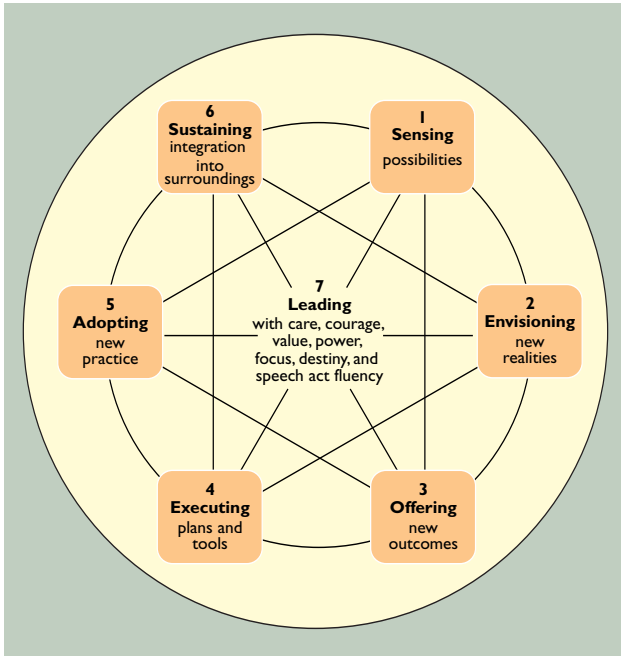 1
Sensing
possibilities
2
Envisioning
new
realities
3
Offering
new
outcomes
4
Executing
plans and
tools
5
Adopting
new
practice
6
Sustaining
integration
into
surroundings
7
Leading
with care, courage,
value, power,
focus, destiny, and
speech act fluency